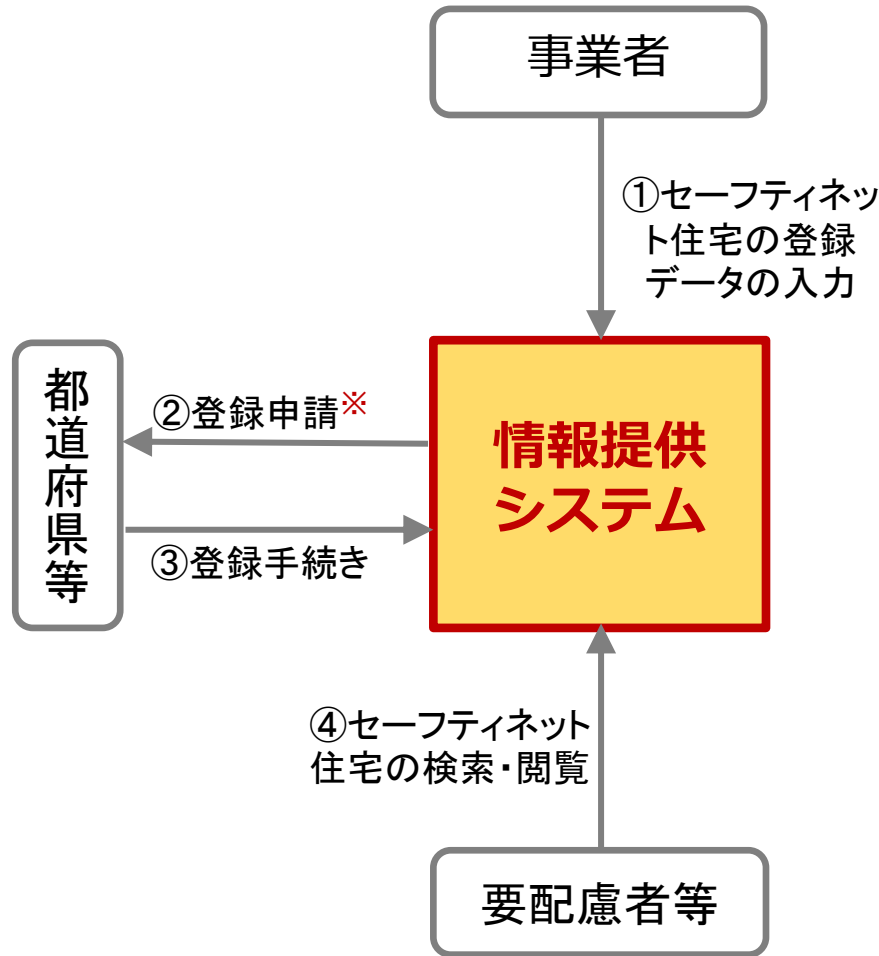 事業者
①セーフティネッ
ト住宅の登録
データの入力
都道府県等
②登録申請※
③登録手続き
情報提供
システム
④セーフティネット
住宅の検索・閲覧
要配慮者等